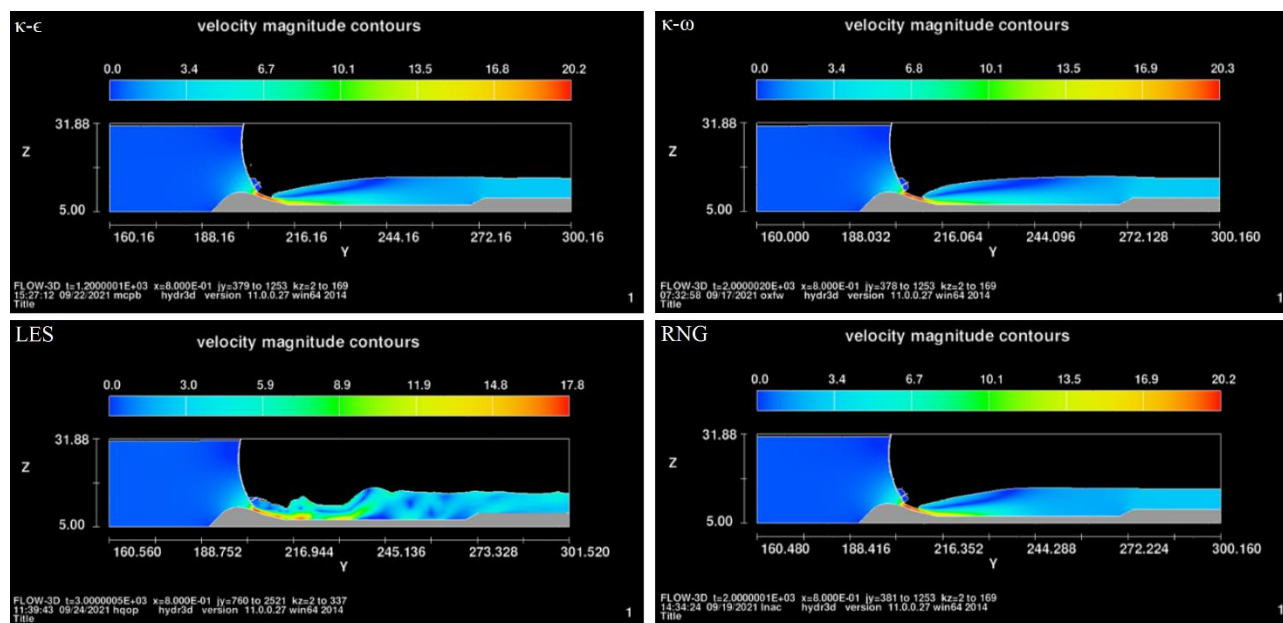 κ-ϵ
velocity magnitude contours
0.0 3.4 6.7 10.1 13.5 16.8 20.2
31.88
Z
5.00
160.16 188.16 216.16 244.16 272.16 300.16
Y
FLOW-3D t=1.2000001E+03 x=8.000E-01 jy=379 to 1253 kz=2 to 169
15:27:12 09/22/2021 mcpb hydr3d version 11.0.0.27 win64 2014
Title
1
κ-ω
velocity magnitude contours
0.0 3.4 6.8 10.1 13.5 16.9 20.3
31.88
Z
5.00
160.000 188.032 216.064 244.096 272.128 300.160
Y
FLOW-3D t=2.0000020E+03 x=8.000E-01 jy=378 to 1253 kz=2 to 169
07:32:58 09/17/2021 oxfw hydr3d version 11.0.0.27 win64 2014
Title
1
LES
velocity magnitude contours
0.0 3.0 5.9 8.9 11.9 14.8 17.8
31.88
Z
5.00
160.560 188.752 216.944 245.136 273.328 301.520
Y
FLOW-3D t=3.0000005E+03 x=8.000E-01 jy=760 to 2521 kz=2 to 337
11:39:43 09/24/2021 hqop hydr3d version 11.0.0.27 win64 2014
Title
1
RNG
velocity magnitude contours
0.0 3.4 6.7 10.1 13.5 16.9 20.2
31.88
Z
5.00
160.480 188.416 216.352 244.288 272.224 300.160
Y
FLOW-3D t=2.0000001E+03 x=8.000E-01 jy=381 to 1253 kz=2 to 169
14:34:24 09/19/2021 lnac hydr3d version 11.0.0.27 win64 2014
Title
1